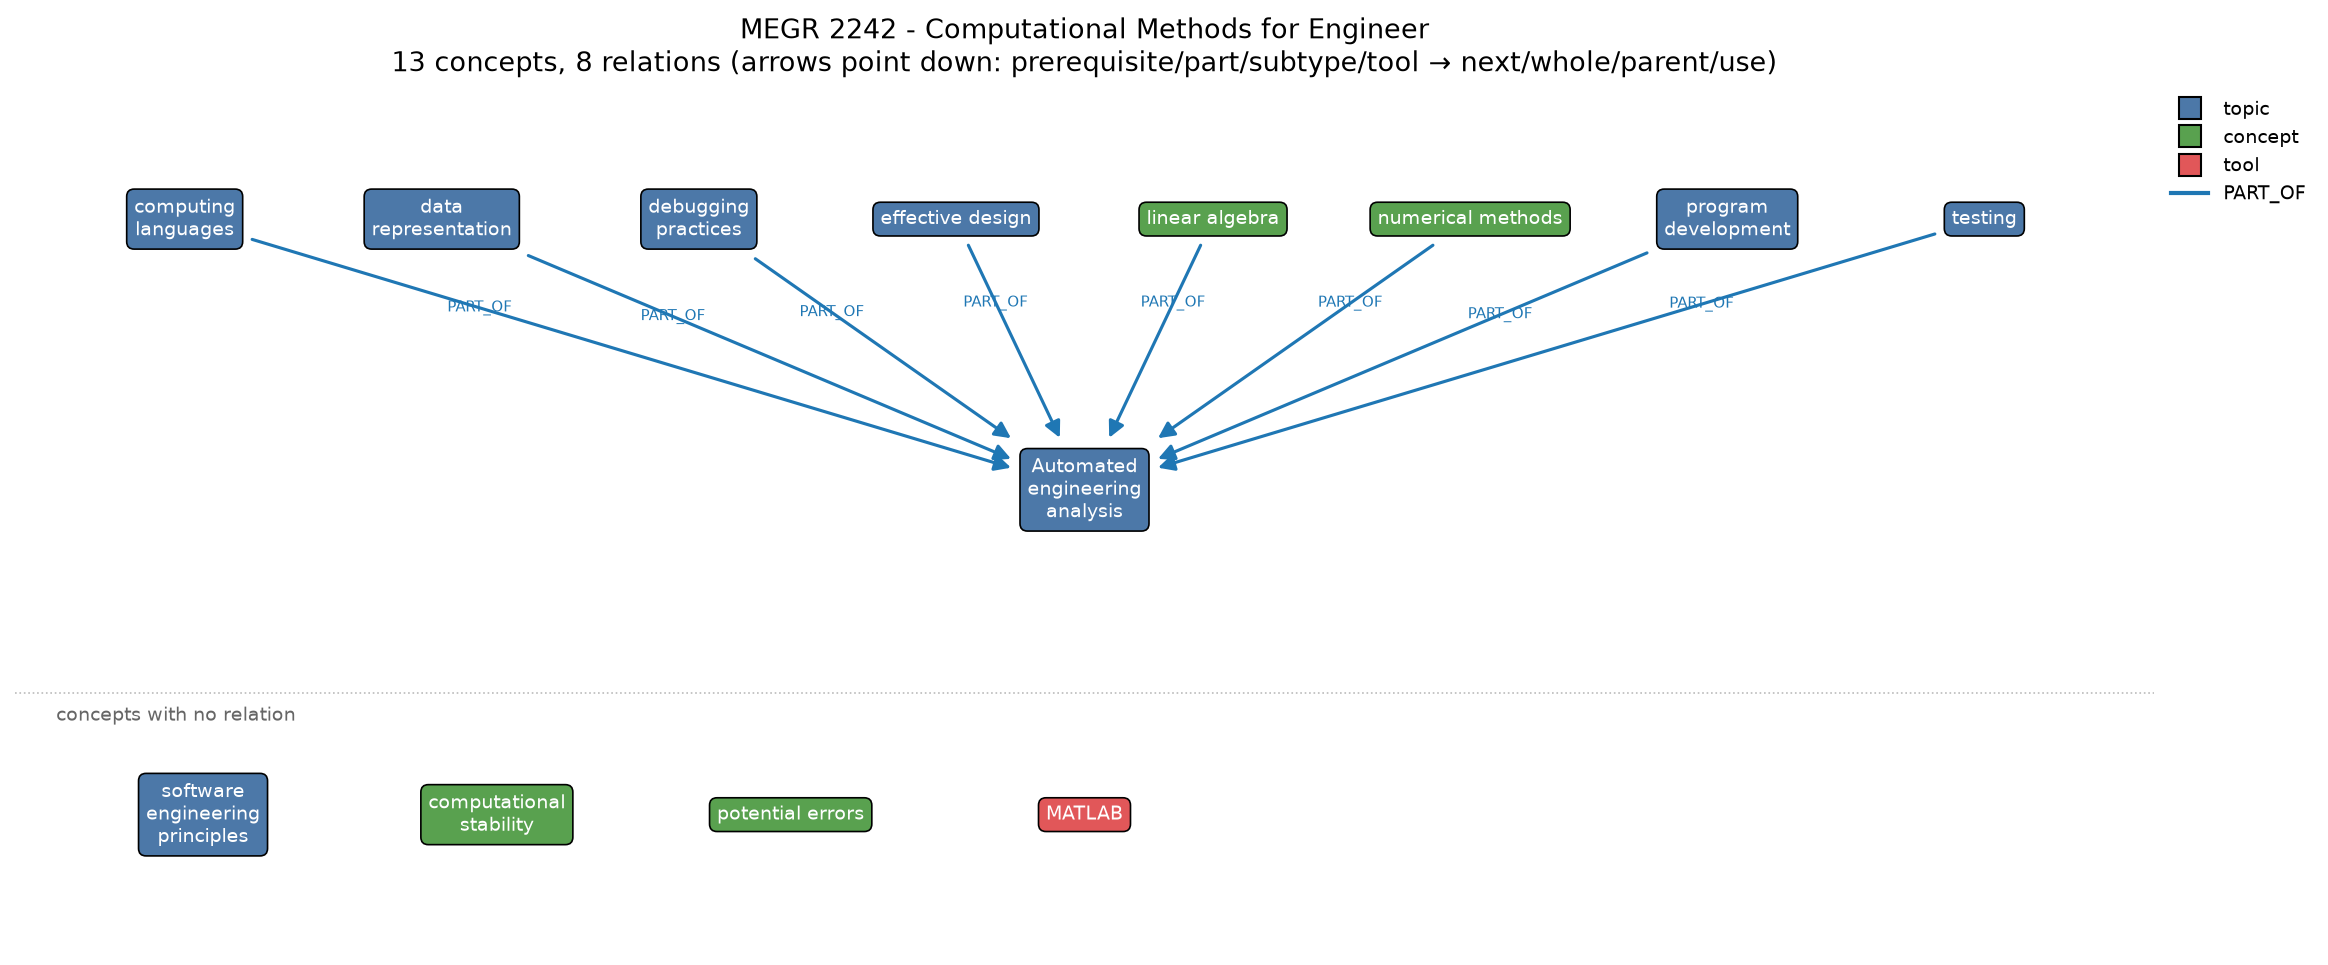 MEGR 2242 - Computational Methods for Engineer
13 concepts, 8 relations (arrows point down: prerequisite/part/subtype/tool → next/whole/parent/use)
topic
concept
tool
PART_OF
computing
languages
data
representation
debugging
practices
effective design
linear algebra
numerical methods
program
development
testing
PART_OF
PART_OF
PART_OF
PART_OF
PART_OF
PART_OF
PART_OF
PART_OF
Automated
engineering
analysis
concepts with no relation
software
engineering
principles
computational
stability
potential errors
MATLAB